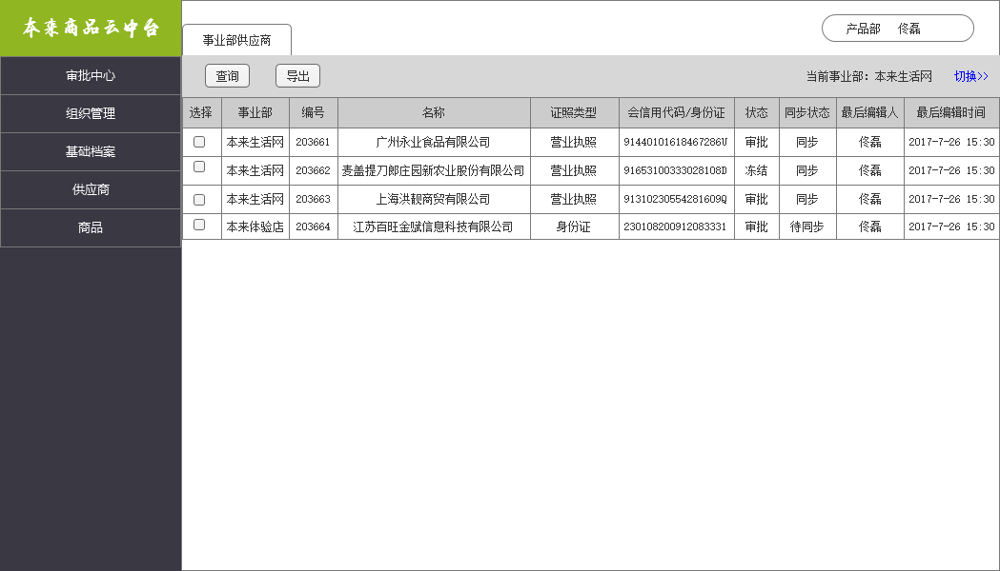 本来商品云中台
产品部 佟磊
事业部供应商
审批中心
组织管理
基础档案
供应商
商品
查询 导出 当前事业部: 本来生活网 切换>>
选择 事业部 编号 名称 证照类型 会信用代码/身份证 状态 同步状态 最后编辑人 最后编辑时间
本来生活网 203661 广州永业食品有限公司 营业执照 91440101618467286U 审批 同步 佟磊 2017-7-26 15:30
本来生活网 203662 麦盖提刀郎庄园新农业股份有限公司 营业执照 91653100333028108D 冻结 同步 佟磊 2017-7-26 15:30
本来生活网 203663 上海洪靓商贸有限公司 营业执照 91310230554281609Q 审批 同步 佟磊 2017-7-26 15:30
本来体验店 203664 江苏百旺金赋信息科技有限公司 身份证 230108200912083331 审批 待同步 佟磊 2017-7-26 15:30